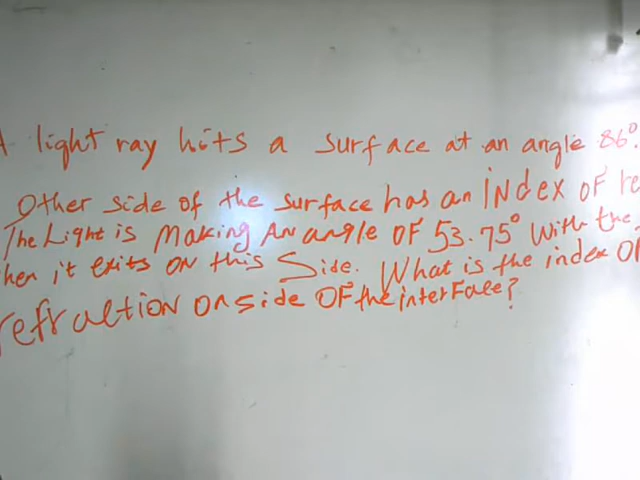 light ray hits a surface at an angle 86°.
Other side of the surface has an INDEX OF re
The Light is Making An angle OF 53.75° With the
hen it exits ON this Side. What is the index OF
refraction on side OF the interface?